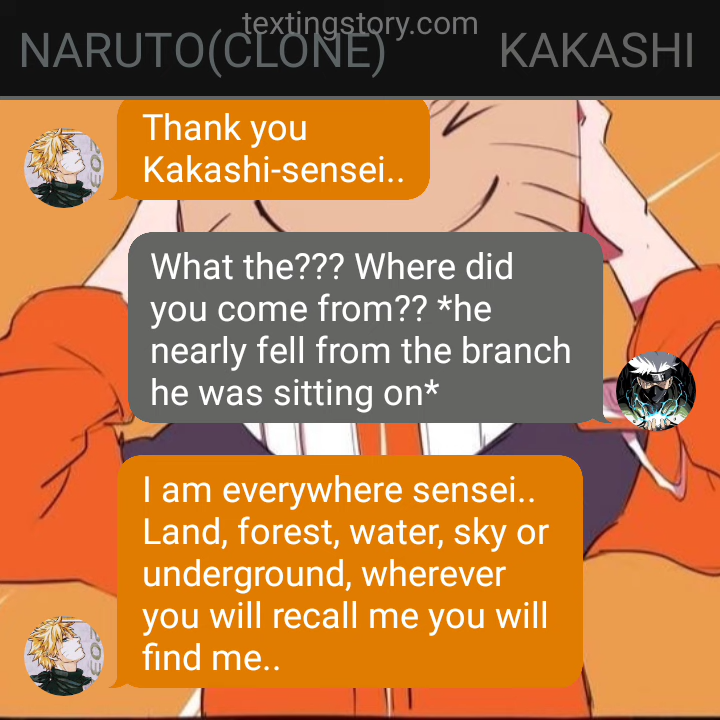 textingstory.com
NARUTO(CLONE) KAKASHI
Thank you
Kakashi-sensei..
What the??? Where did
you come from?? *he
nearly fell from the branch
he was sitting on*
I am everywhere sensei..
Land, forest, water, sky or
underground, wherever
you will recall me you will
find me..